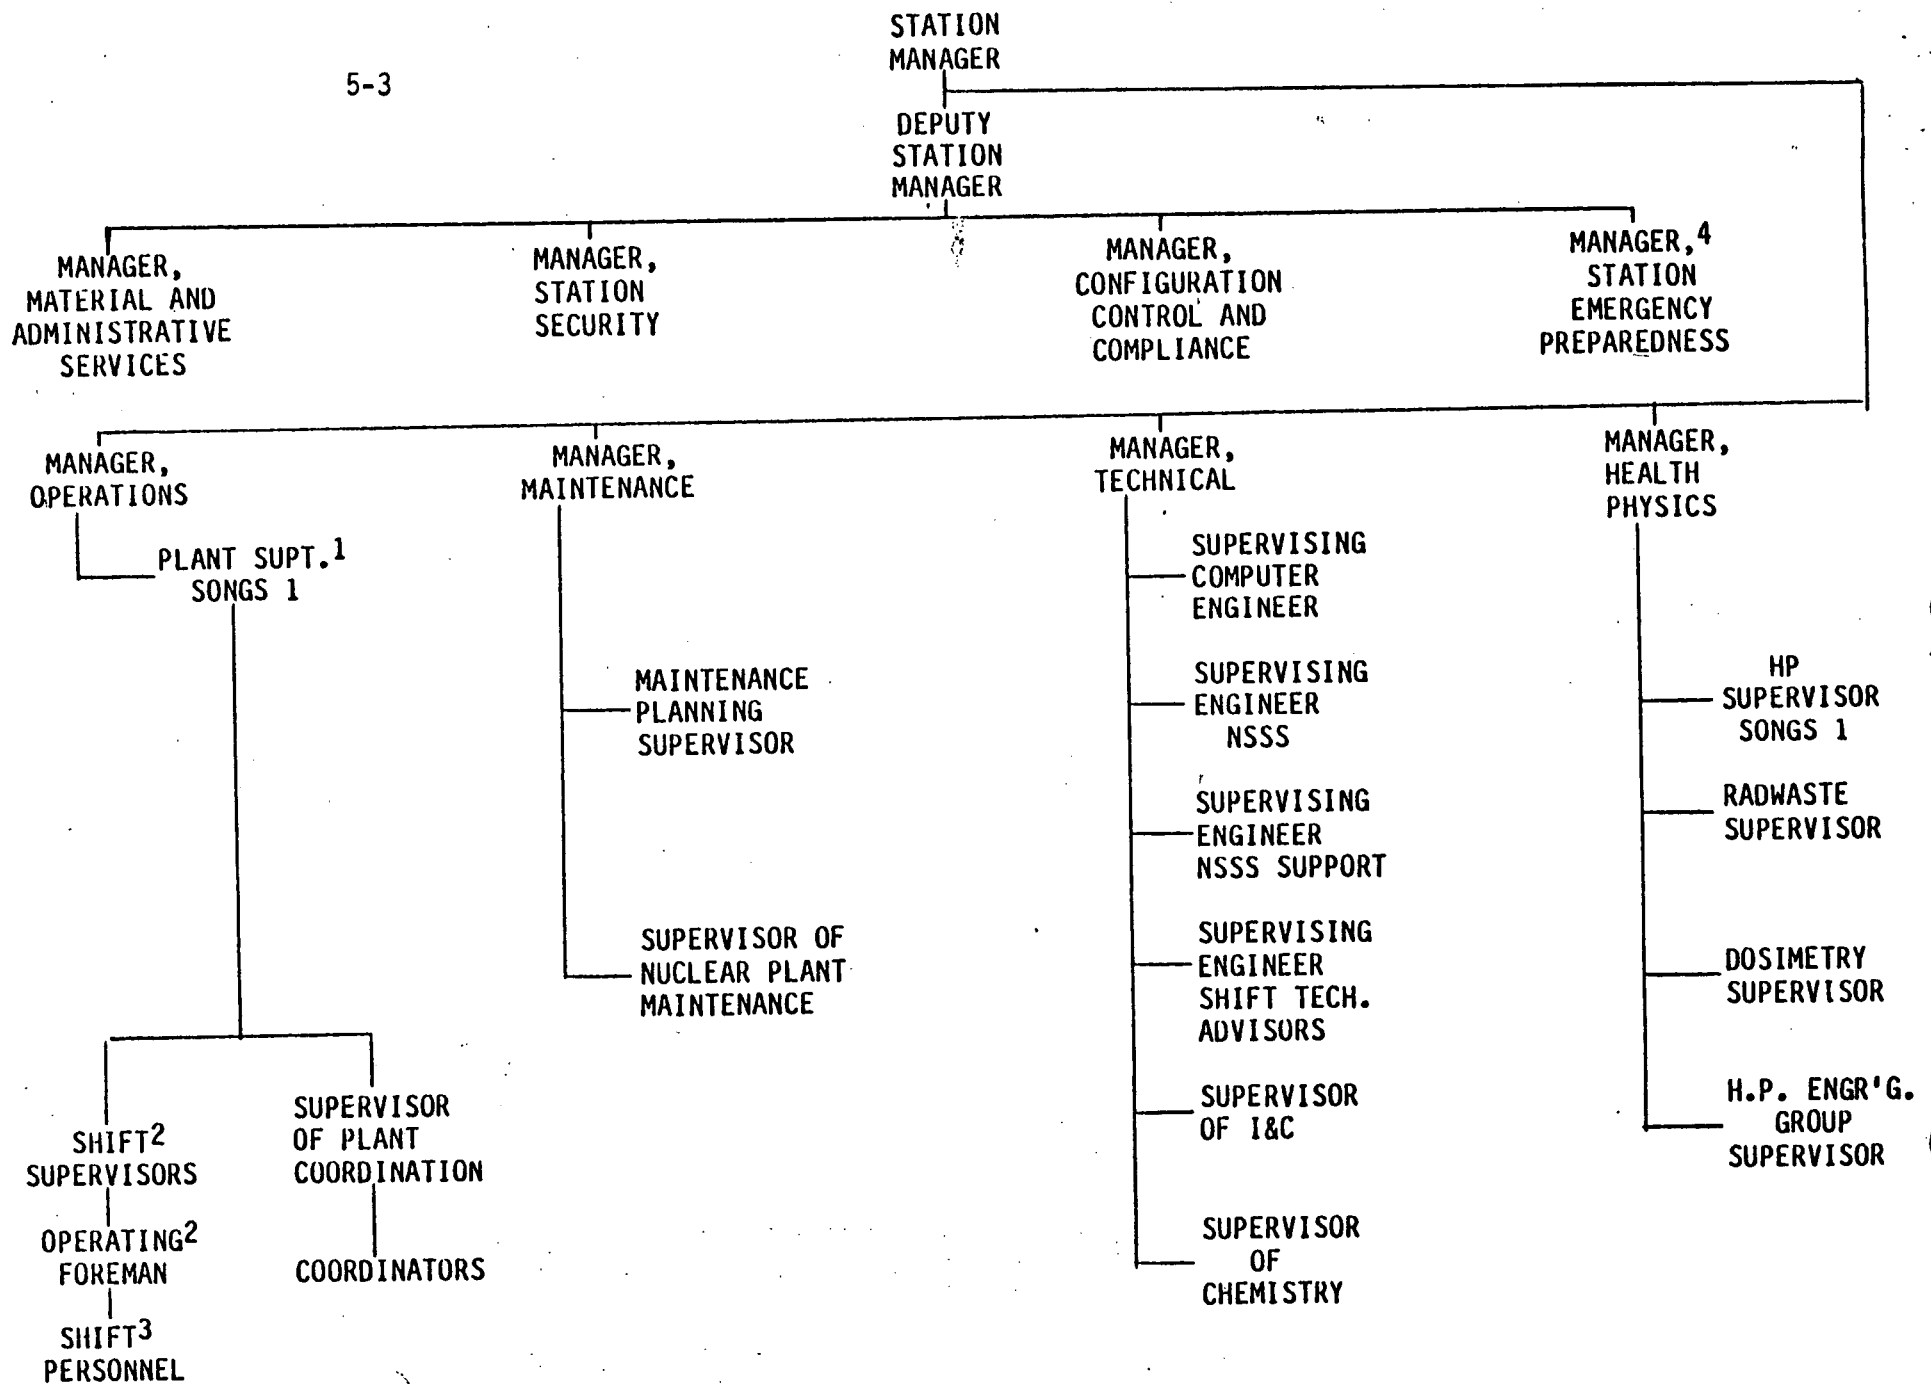 5-3
STATION
MANAGER
DEPUTY
STATION
MANAGER
MANAGER,
MATERIAL AND
ADMINISTRATIVE
SERVICES
MANAGER,
STATION
SECURITY
MANAGER,
CONFIGURATION
CONTROL AND
COMPLIANCE
MANAGER,4
STATION
EMERGENCY
PREPAREDNESS
MANAGER,
OPERATIONS
PLANT SUPT.1
SONGS 1
SHIFT2
SUPERVISORS
OPERATING2
FOREMAN
SHIFT3
PERSONNEL
SUPERVISOR
OF PLANT
COORDINATION
COORDINATORS
MANAGER,
MAINTENANCE
MAINTENANCE
PLANNING
SUPERVISOR
SUPERVISOR OF
NUCLEAR PLANT
MAINTENANCE
MANAGER,
TECHNICAL
SUPERVISING
COMPUTER
ENGINEER
SUPERVISING
ENGINEER
NSSS
SUPERVISING
ENGINEER
NSSS SUPPORT
SUPERVISING
ENGINEER
SHIFT TECH.
ADVISORS
SUPERVISOR
OF I&C
SUPERVISOR
OF
CHEMISTRY
MANAGER,
HEALTH
PHYSICS
HP
SUPERVISOR
SONGS 1
RADWASTE
SUPERVISOR
DOSIMETRY
SUPERVISOR
H.P. ENGR'G.
GROUP
SUPERVISOR